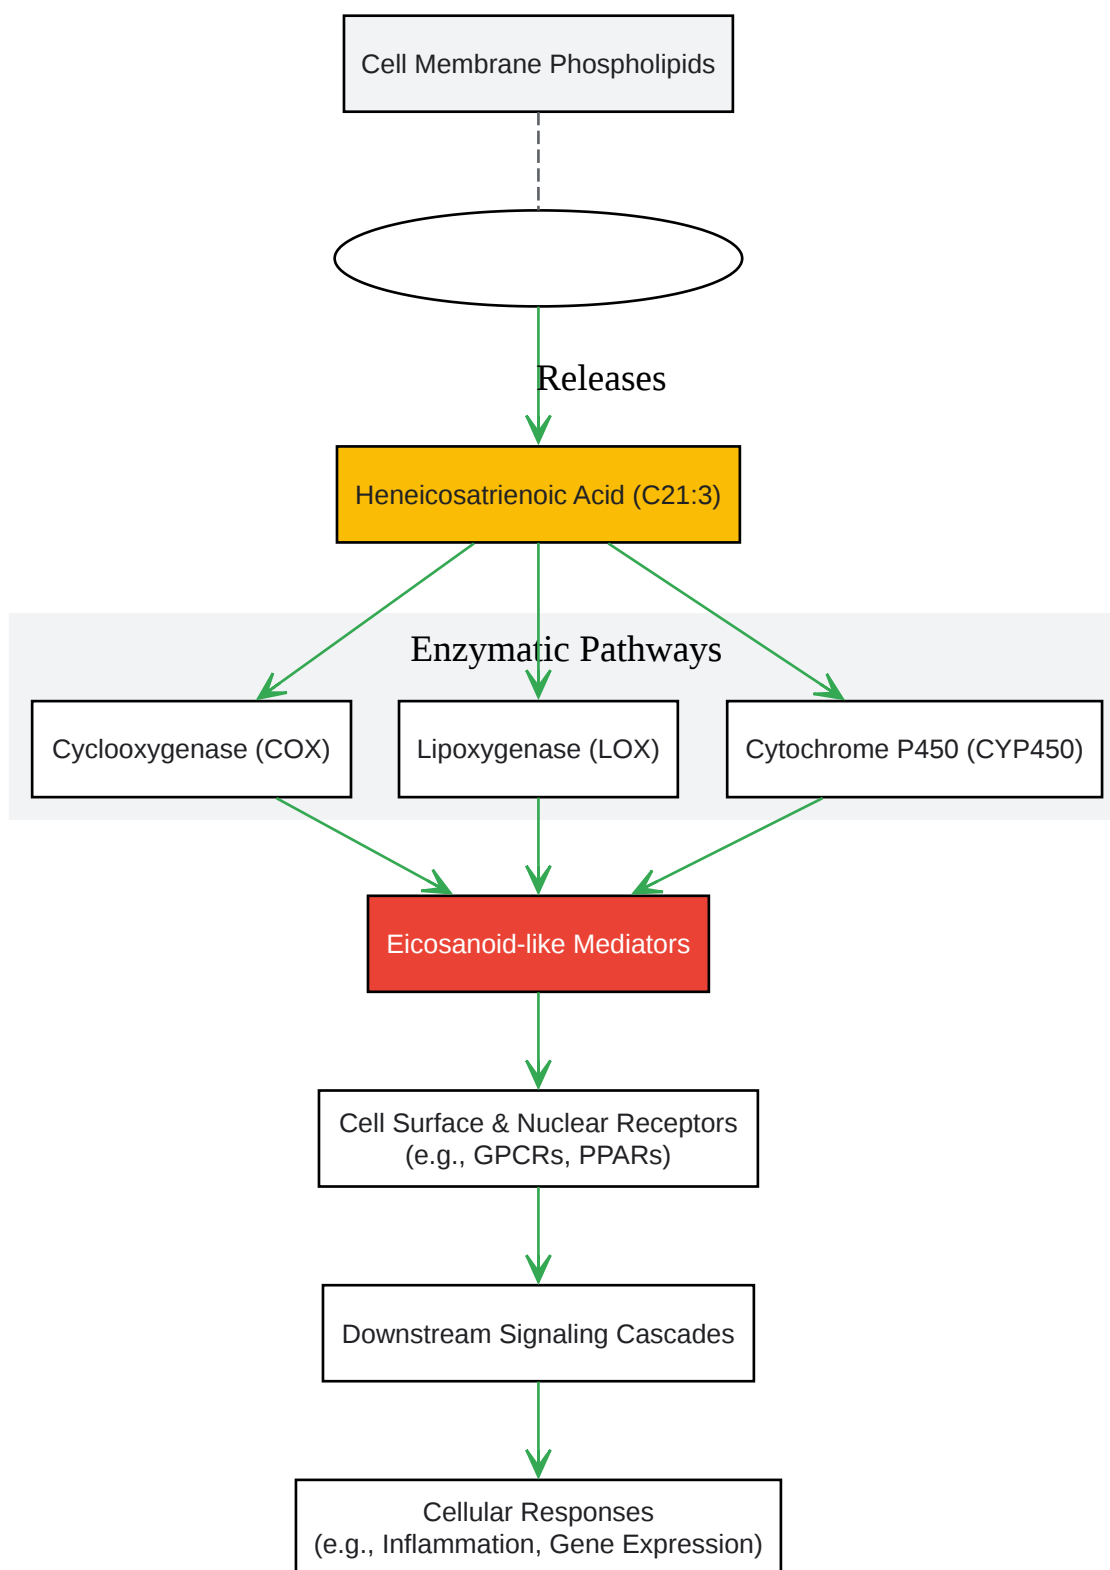 Cell Membrane Phospholipids
Releases
Heneicosatrienoic Acid (C21:3)
Enzymatic Pathways
Cyclooxygenase (COX)
Lipoxygenase (LOX)
Cytochrome P450 (CYP450)
Eicosanoid-like Mediators
Cell Surface & Nuclear Receptors
(e.g., GPCRs, PPARs)
Downstream Signaling Cascades
Cellular Responses
(e.g., Inflammation, Gene Expression)